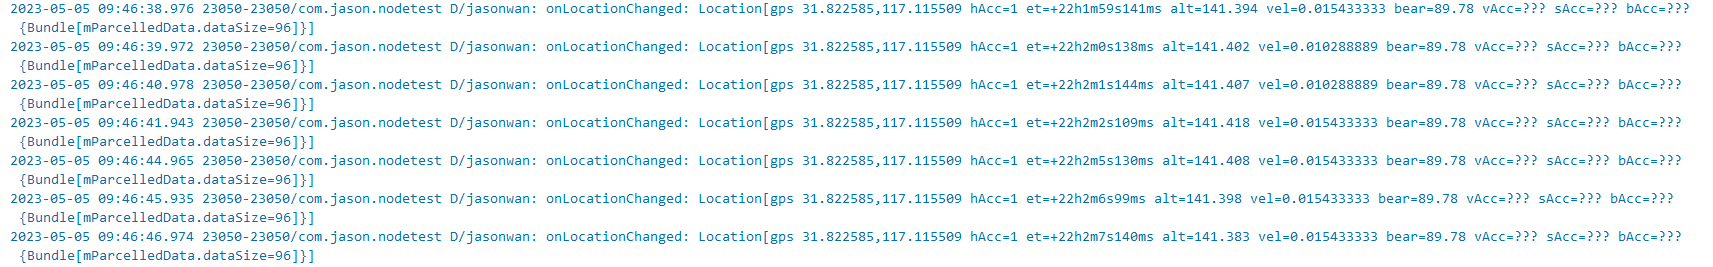 2023-05-05 09:46:38.976 23050-23050/com.jason.nodetest D/jasonwan: onLocationChanged: Location[gps 31.822585,117.115509 hAcc=1 et=+22h1m59s141ms alt=141.394 vel=0.015433333 bear=89.78 vAcc=??? sAcc=??? bAcc=???
{Bundle[mParcelledData.dataSize=96]}]
2023-05-05 09:46:39.972 23050-23050/com.jason.nodetest D/jasonwan: onLocationChanged: Location[gps 31.822585,117.115509 hAcc=1 et=+22h2m0s138ms alt=141.402 vel=0.010288889 bear=89.78 vAcc=??? sAcc=??? bAcc=???
{Bundle[mParcelledData.dataSize=96]}]
2023-05-05 09:46:40.978 23050-23050/com.jason.nodetest D/jasonwan: onLocationChanged: Location[gps 31.822585,117.115509 hAcc=1 et=+22h2m1s144ms alt=141.407 vel=0.010288889 bear=89.78 vAcc=??? sAcc=??? bAcc=???
{Bundle[mParcelledData.dataSize=96]}]
2023-05-05 09:46:41.943 23050-23050/com.jason.nodetest D/jasonwan: onLocationChanged: Location[gps 31.822585,117.115509 hAcc=1 et=+22h2m2s109ms alt=141.418 vel=0.015433333 bear=89.78 vAcc=??? sAcc=??? bAcc=???
{Bundle[mParcelledData.dataSize=96]}]
2023-05-05 09:46:44.965 23050-23050/com.jason.nodetest D/jasonwan: onLocationChanged: Location[gps 31.822585,117.115509 hAcc=1 et=+22h2m5s130ms alt=141.408 vel=0.015433333 bear=89.78 vAcc=??? sAcc=??? bAcc=???
{Bundle[mParcelledData.dataSize=96]}]
2023-05-05 09:46:45.935 23050-23050/com.jason.nodetest D/jasonwan: onLocationChanged: Location[gps 31.822585,117.115509 hAcc=1 et=+22h2m6s99ms alt=141.398 vel=0.015433333 bear=89.78 vAcc=??? sAcc=??? bAcc=???
{Bundle[mParcelledData.dataSize=96]}]
2023-05-05 09:46:46.974 23050-23050/com.jason.nodetest D/jasonwan: onLocationChanged: Location[gps 31.822585,117.115509 hAcc=1 et=+22h2m7s140ms alt=141.383 vel=0.015433333 bear=89.78 vAcc=??? sAcc=??? bAcc=???
{Bundle[mParcelledData.dataSize=96]}]